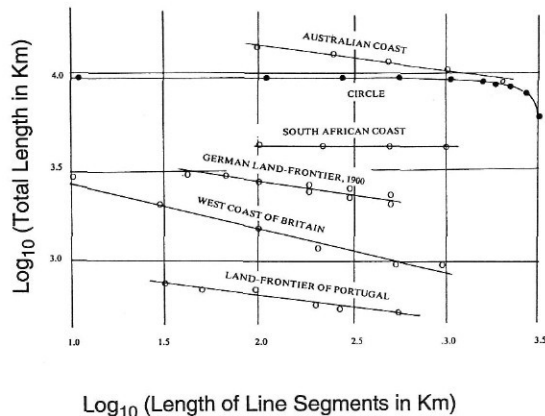 Log10 (Total Length in Km)
4.0
3.5
3.0
AUSTRALIAN COAST
CIRCLE
SOUTH AFRICAN COAST
GERMAN LAND-FRONTIER, 1900
WEST COAST OF BRITAIN
LAND-FRONTIER OF PORTUGAL
1.0 1.5 2.0 2.5 3.0 3.5
Log10 (Length of Line Segments in Km)